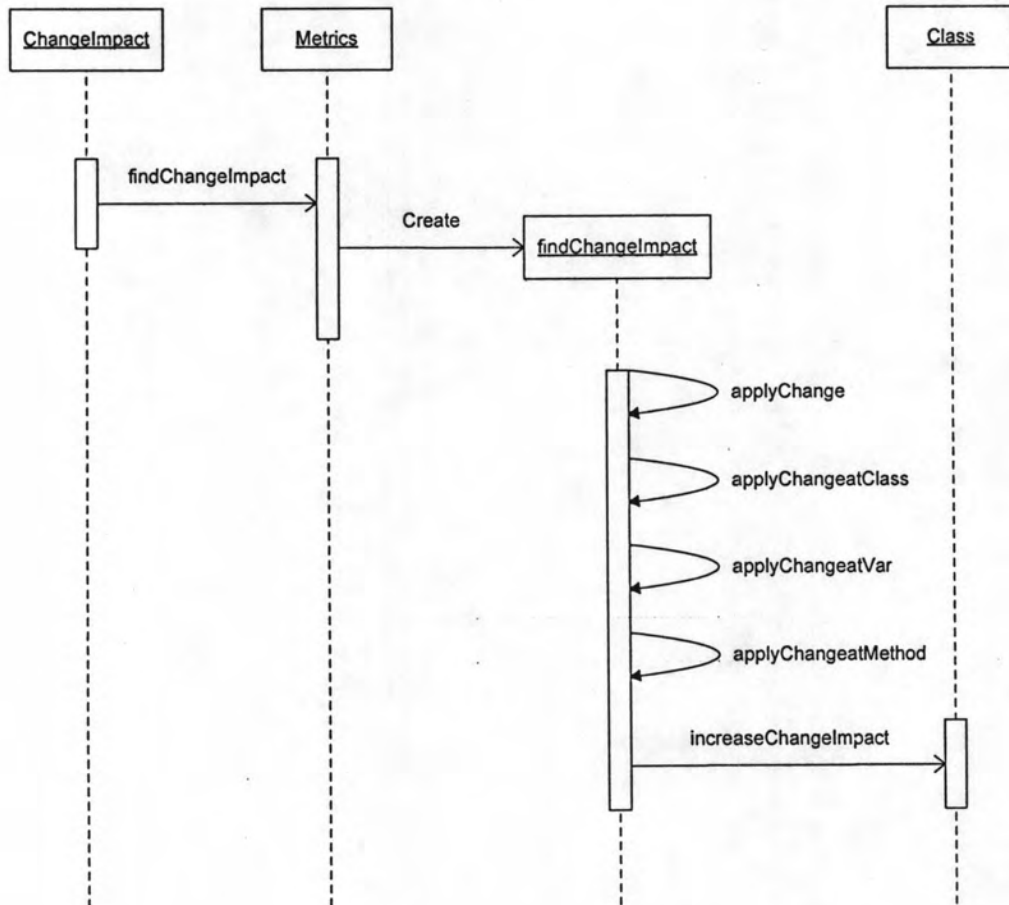 ChangeImpact
Metrics
Class
findChangeImpact
Create
findChangeImpact
applyChange
applyChangeatClass
applyChangeatVar
applyChangeatMethod
increaseChangeImpact